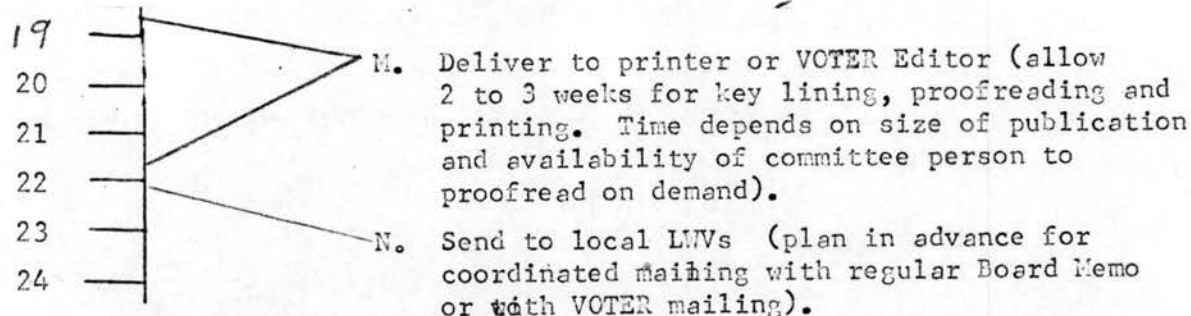 19
20
21
22
23
24
M. Deliver to printer or VOTER Editor (allow
2 to 3 weeks for key lining, proofreading and
printing. Time depends on size of publication
and availability of committee person to
proofread on demand).
N. Send to local LWVs (plan in advance for
coordinated mailing with regular Board Memo
or with VOTER mailing).